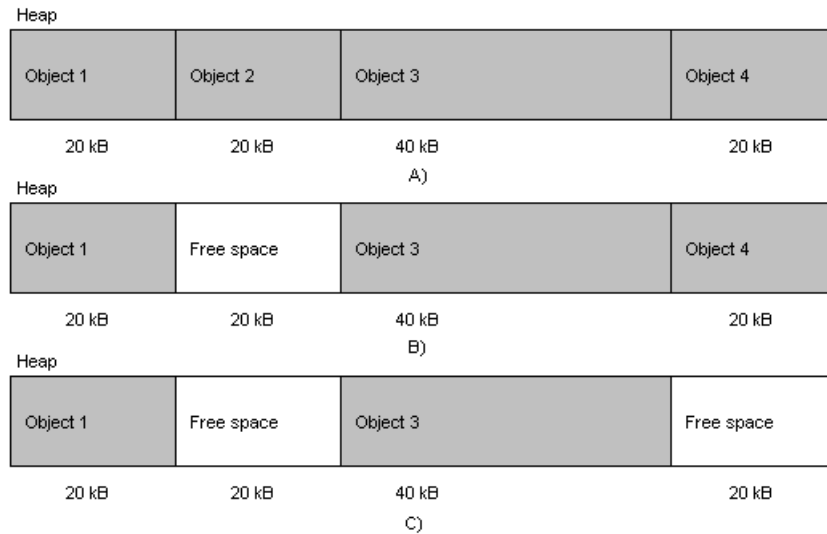 Heap
Object 1 Object 2 Object 3 Object 4
20 kB 20 kB 40 kB 20 kB
A)
Heap
Object 1 Free space Object 3 Object 4
20 kB 20 kB 40 kB 20 kB
B)
Heap
Object 1 Free space Object 3 Free space
20 kB 20 kB 40 kB 20 kB
C)